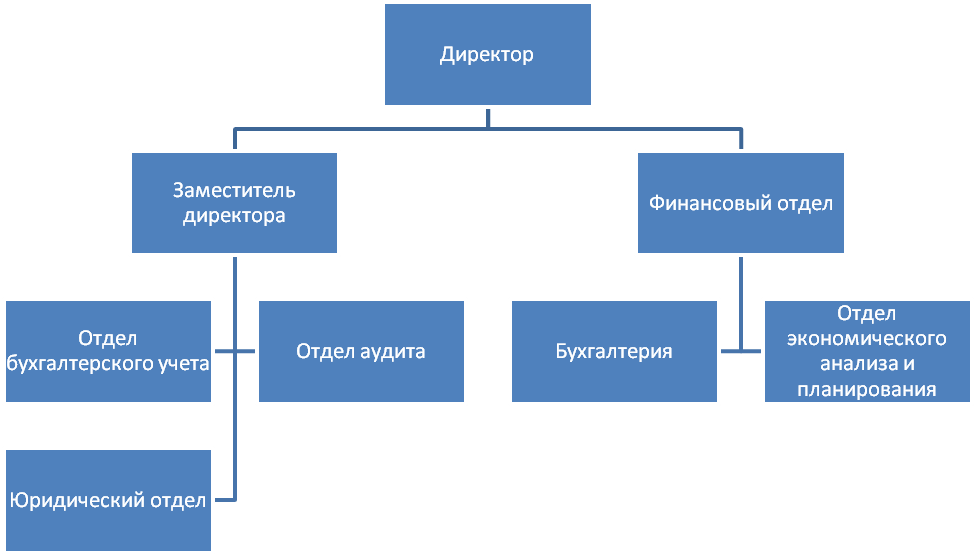 Директор
Заместитель
директора
Финансовый отдел
Отдел
бухгалтерского учета
Отдел аудита
Бухгалтерия
Отдел
экономического
анализа и
планирования
Юридический отдел